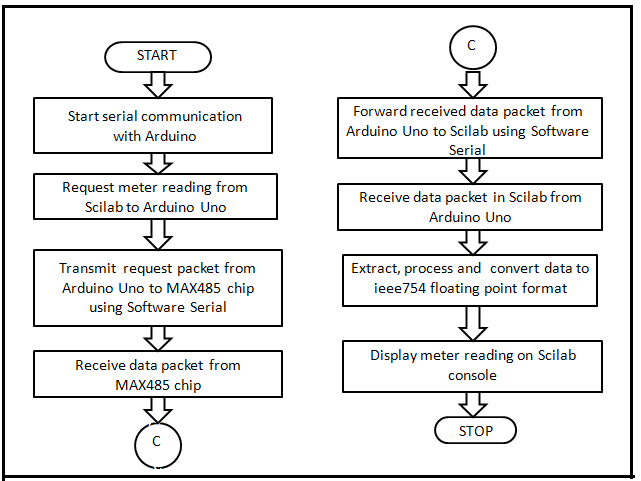 START
Start serial communication
with Arduino
Request meter reading from
Scilab to Arduino Uno
Transmit request packet from
Arduino Uno to MAX485 chip
using Software Serial
Receive data packet from
MAX485 chip
C
C
Forward received data packet from
Arduino Uno to Scilab using Software
Serial
Receive data packet in Scilab from
Arduino Uno
Extract, process and convert data to
ieee754 floating point format
Display meter reading on Scilab
console
STOP